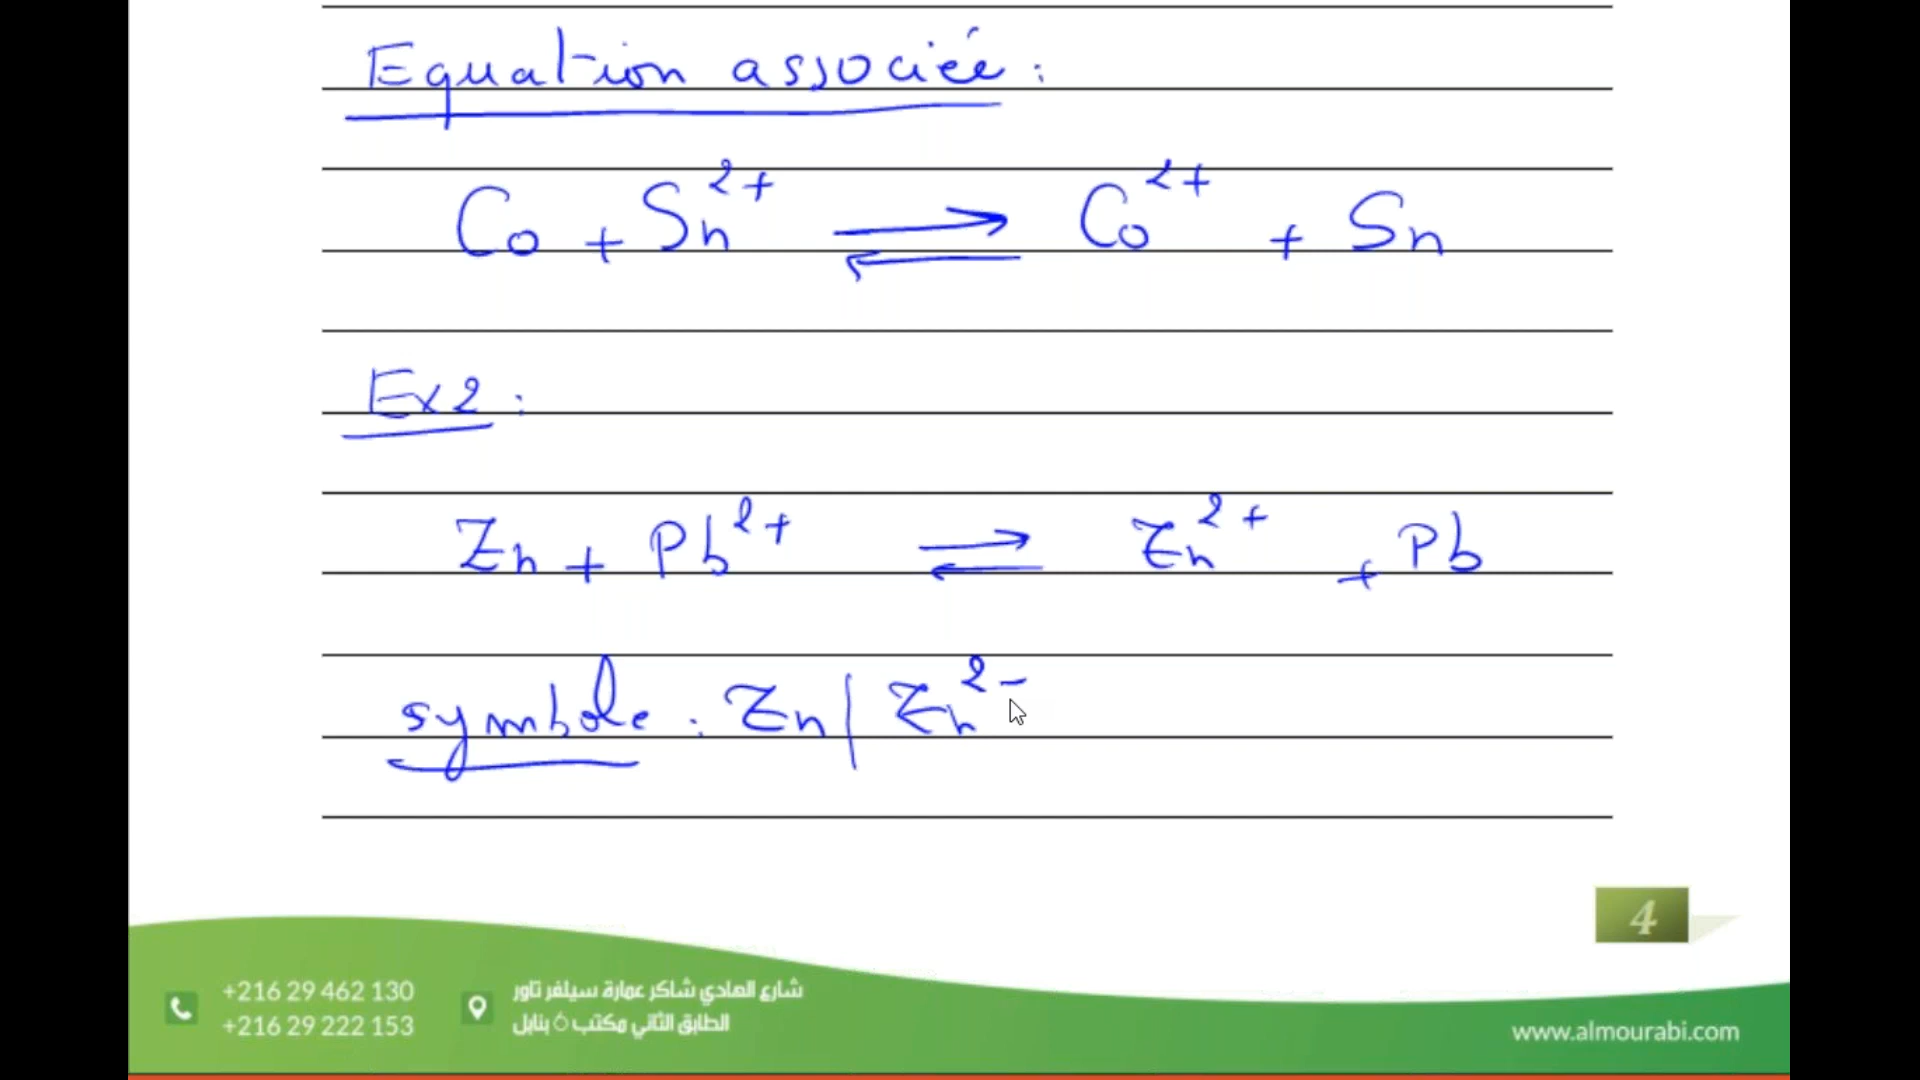 Equation associée :
Co + Sn²⁺ ⇌ Co²⁺ + Sn
Ex2 :
Zn + Pb²⁺ ⇌ Zn²⁺ + Pb
symbole : Zn | Zn²⁻
4
+216 29 462 130
+216 29 222 153
شارع الهادي شاكر عمارة سيلفر تاور
الطابق الثاني مكتب 6 بنابل
www.almourabi.com